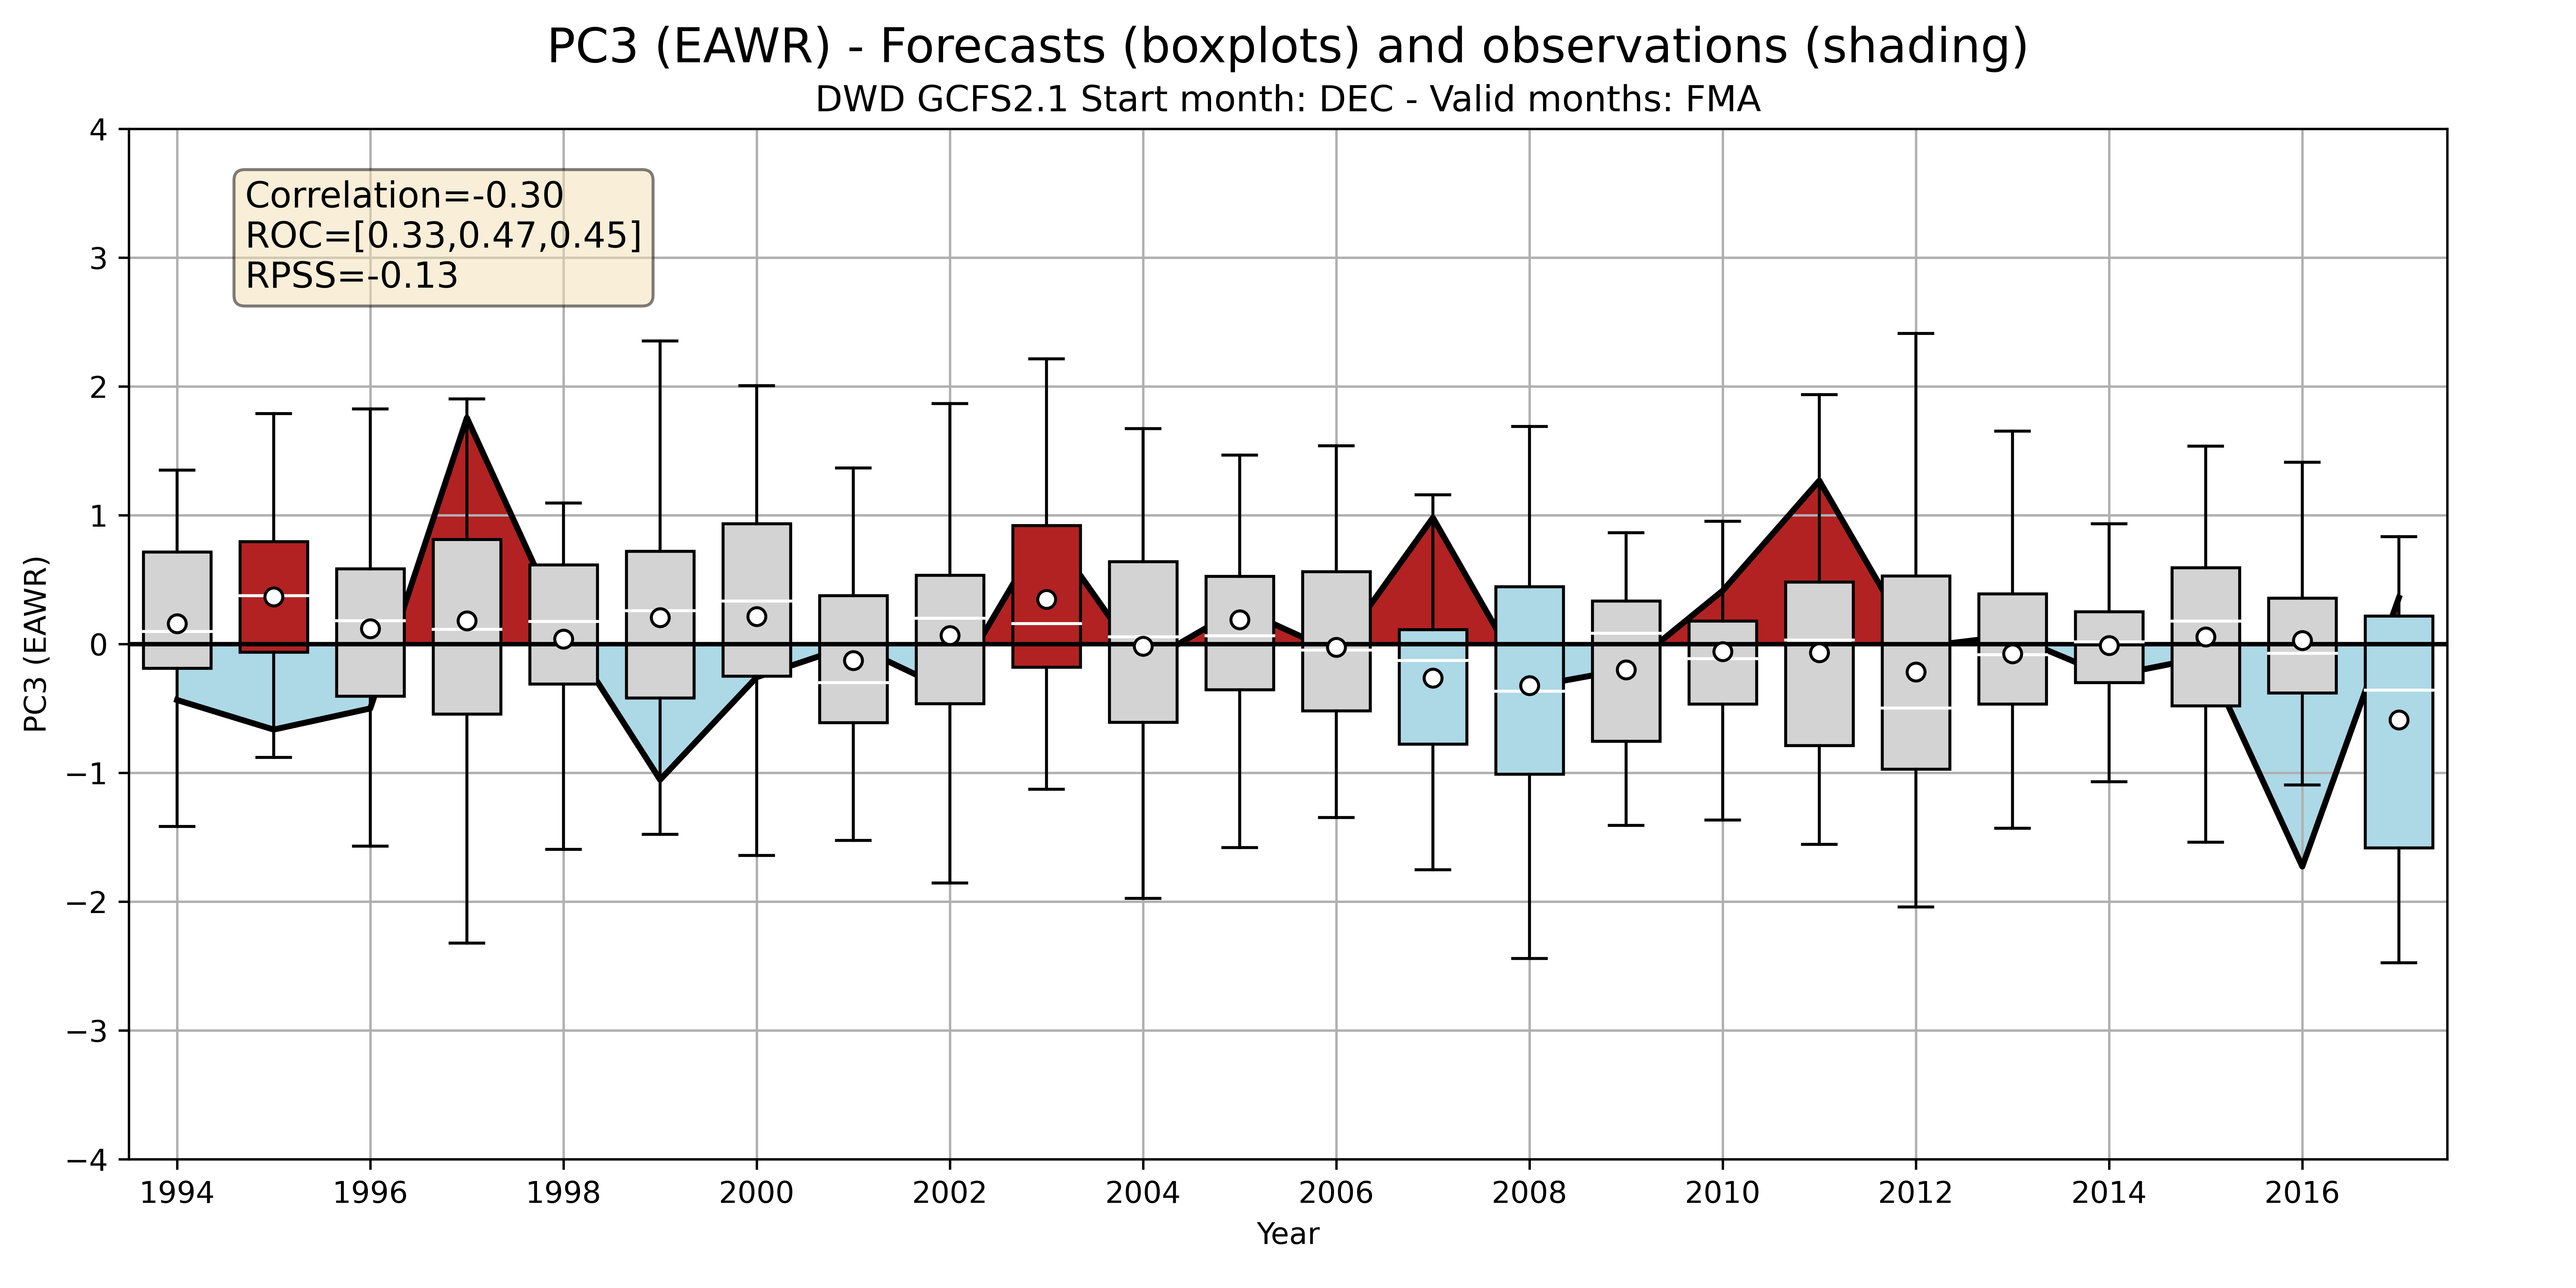 PC3 (EAWR) - Forecasts (boxplots) and observations (shading)
DWD GCFS2.1 Start month: DEC - Valid months: FMA
Correlation=-0.30
ROC=[0.33,0.47,0.45]
RPSS=-0.13
PC3 (EAWR)
4
3
2
1
0
−1
−2
−3
−4
1994 1996 1998 2000 2002 2004 2006 2008 2010 2012 2014 2016
Year